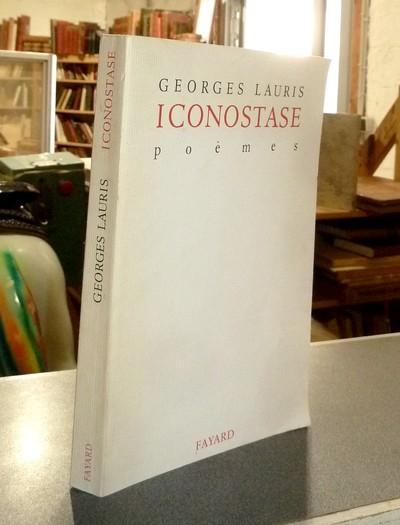 GEORGES LAURIS
ICONOSTASE
poèmes
FAYARD
ICONOSTASE
GEORGES LAURIS
FAYARD